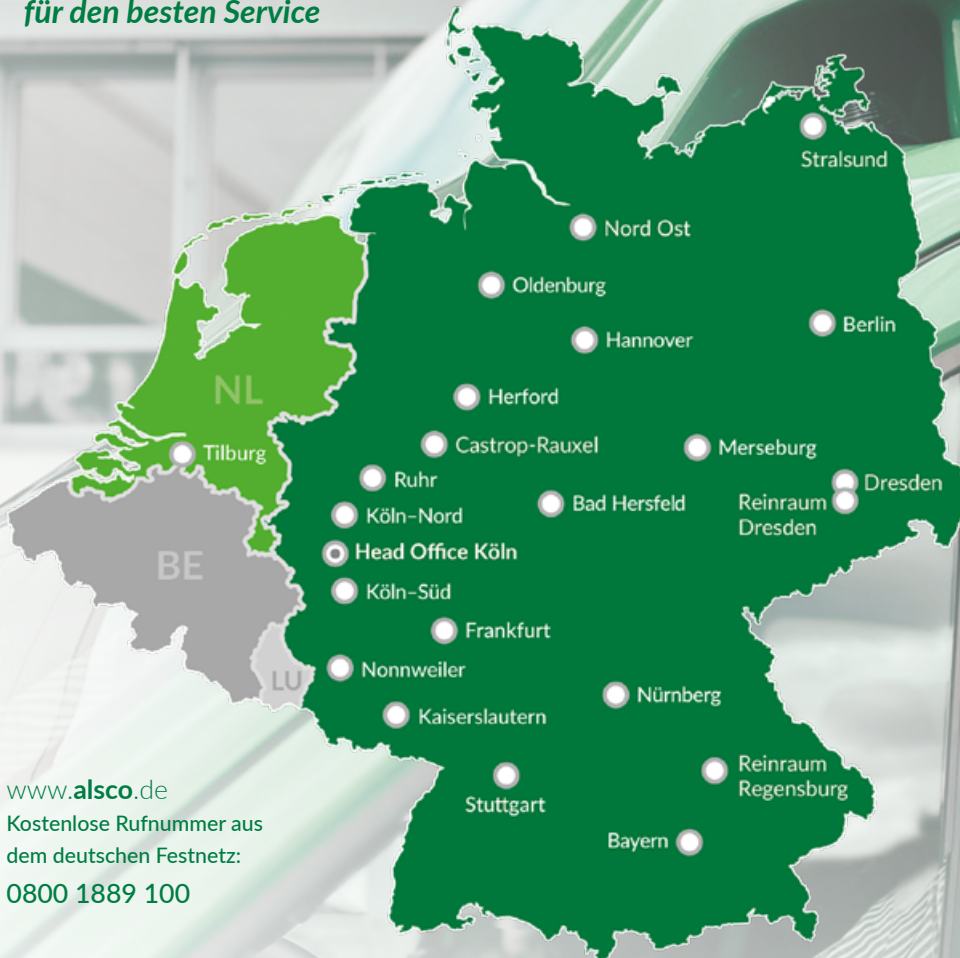 für den besten Service
Stralsund
Nord Ost
Oldenburg
Berlin
Hannover
NL
Herford
Castrop-Rauxel
Merseburg
Tilburg
Ruhr
Dresden
Bad Hersfeld
Reinraum
Dresden
Köln–Nord
Head Office Köln
BE
Köln–Süd
Frankfurt
Nonnweiler
LU
Nürnberg
Kaiserslautern
Reinraum
Regensburg
Stuttgart
Bayern
www.alsco.de
Kostenlose Rufnummer aus
dem deutschen Festnetz:
0800 1889 100